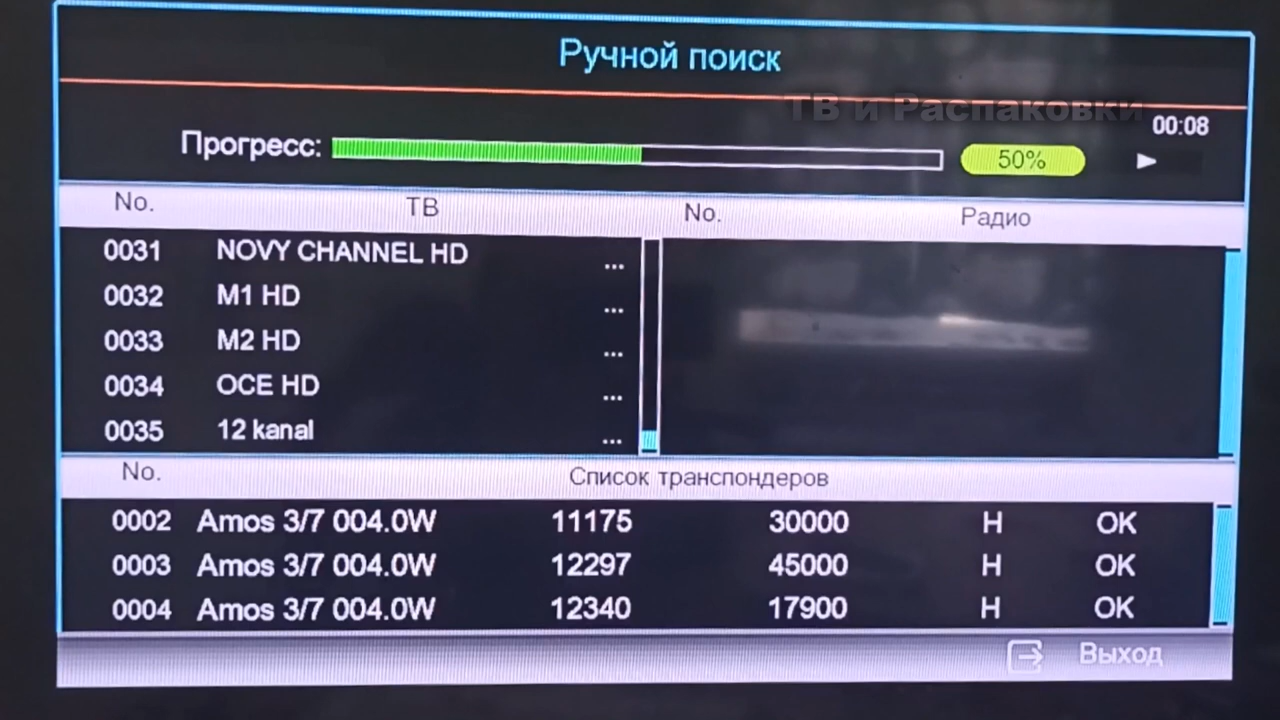 Ручной поиск
ТВ и Распаковки
00:08
Прогресс: 50%
No. ТВ No. Радио
0031 NOVY CHANNEL HD ...
0032 M1 HD ...
0033 M2 HD ...
0034 OCE HD ...
0035 12 kanal ...
No. Список транспондеров
0002 Amos 3/7 004.0W 11175 30000 H OK
0003 Amos 3/7 004.0W 12297 45000 H OK
0004 Amos 3/7 004.0W 12340 17900 H OK
Выход